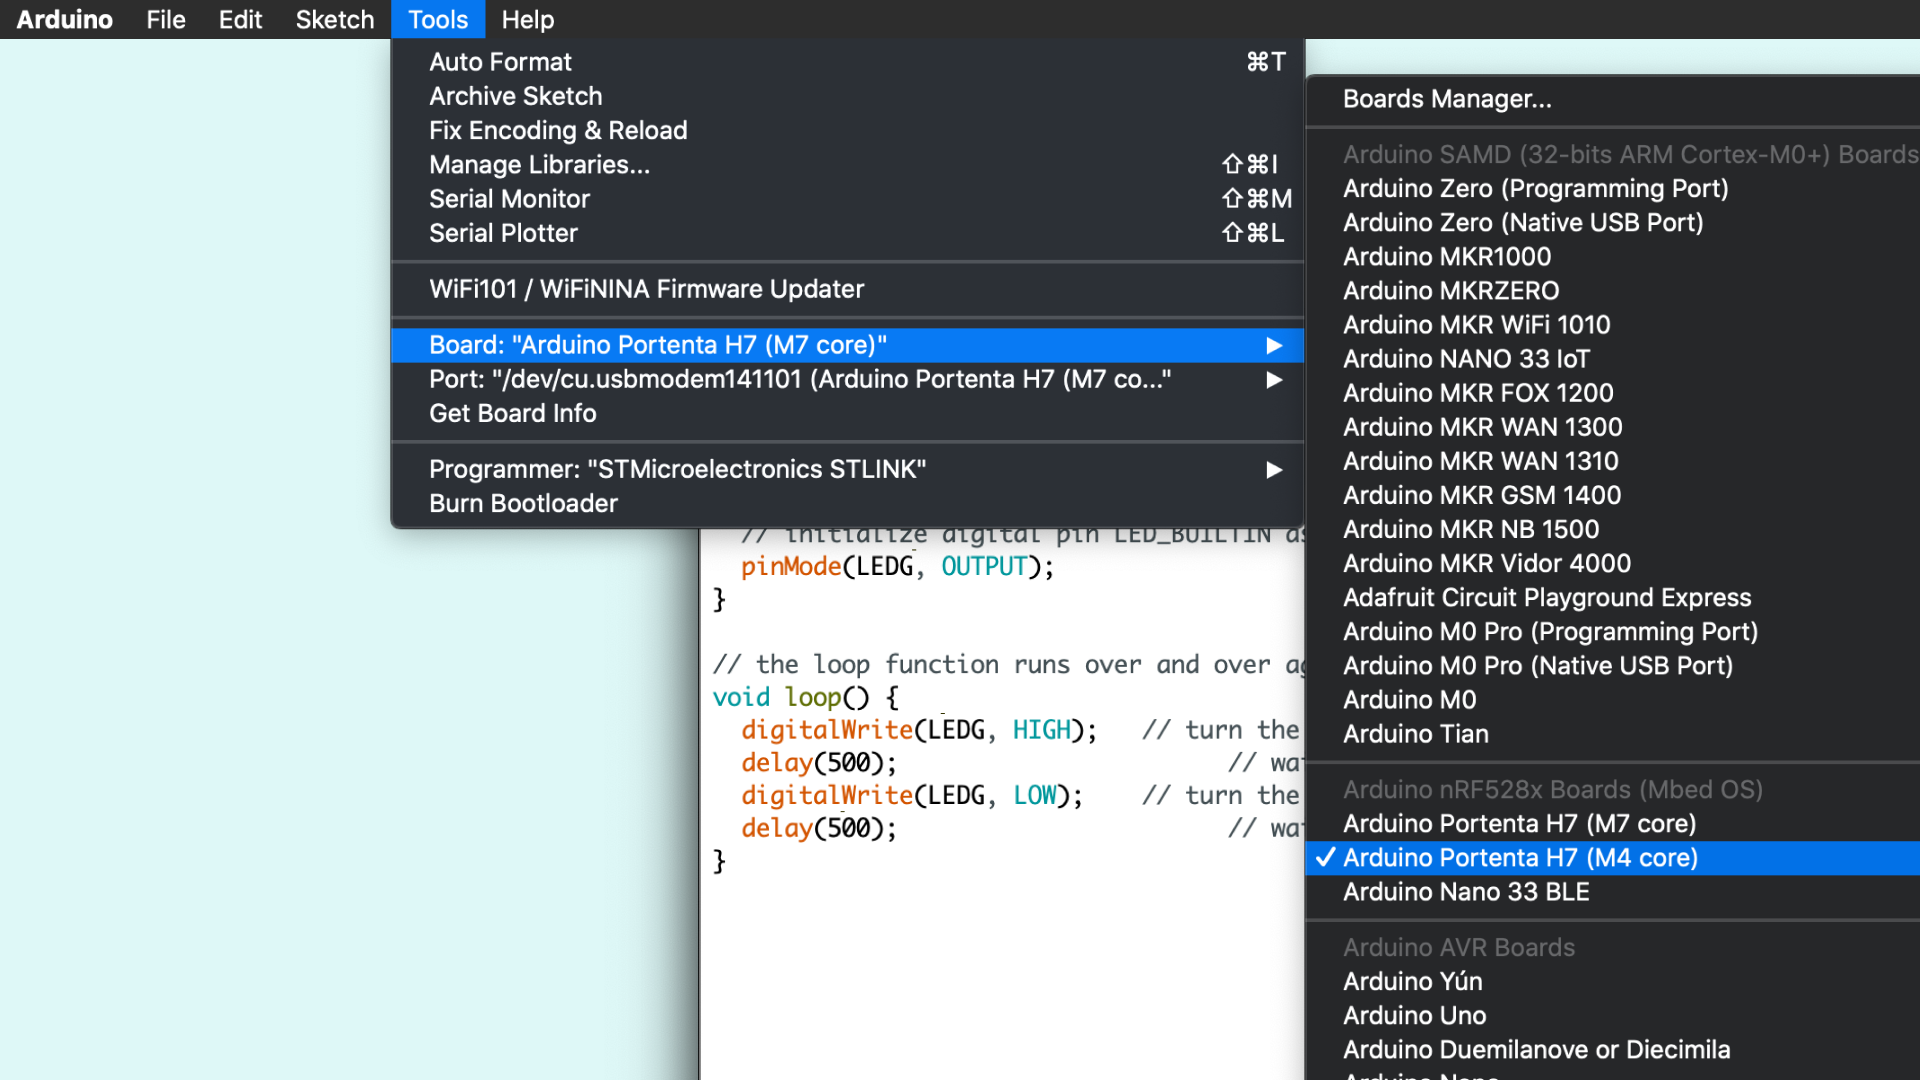 Arduino File Edit Sketch Tools Help
Auto Format ⌘T
Archive Sketch
Fix Encoding & Reload
Manage Libraries... ⇧⌘I
Serial Monitor ⇧⌘M
Serial Plotter ⇧⌘L
WiFi101 / WiFiNINA Firmware Updater
Board: "Arduino Portenta H7 (M7 core)"
Port: "/dev/cu.usbmodem141101 (Arduino Portenta H7 (M7 co..."
Get Board Info
Programmer: "STMicroelectronics STLINK"
Burn Bootloader
Boards Manager...
Arduino SAMD (32-bits ARM Cortex-M0+) Boards
Arduino Zero (Programming Port)
Arduino Zero (Native USB Port)
Arduino MKR1000
Arduino MKRZERO
Arduino MKR WiFi 1010
Arduino NANO 33 IoT
Arduino MKR FOX 1200
Arduino MKR WAN 1300
Arduino MKR WAN 1310
Arduino MKR GSM 1400
Arduino MKR NB 1500
Arduino MKR Vidor 4000
Adafruit Circuit Playground Express
Arduino M0 Pro (Programming Port)
Arduino M0 Pro (Native USB Port)
Arduino M0
Arduino Tian
Arduino nRF528x Boards (Mbed OS)
Arduino Portenta H7 (M7 core)
✓ Arduino Portenta H7 (M4 core)
Arduino Nano 33 BLE
Arduino AVR Boards
Arduino Yún
Arduino Uno
Arduino Duemilanove or Diecimila
// initialize digital pin LED_BUILTIN
pinMode(LEDG, OUTPUT);
}
// the loop function runs over and over
void loop() {
digitalWrite(LEDG, HIGH); // turn the
delay(500); //
digitalWrite(LEDG, LOW); // turn the
delay(500); //
}